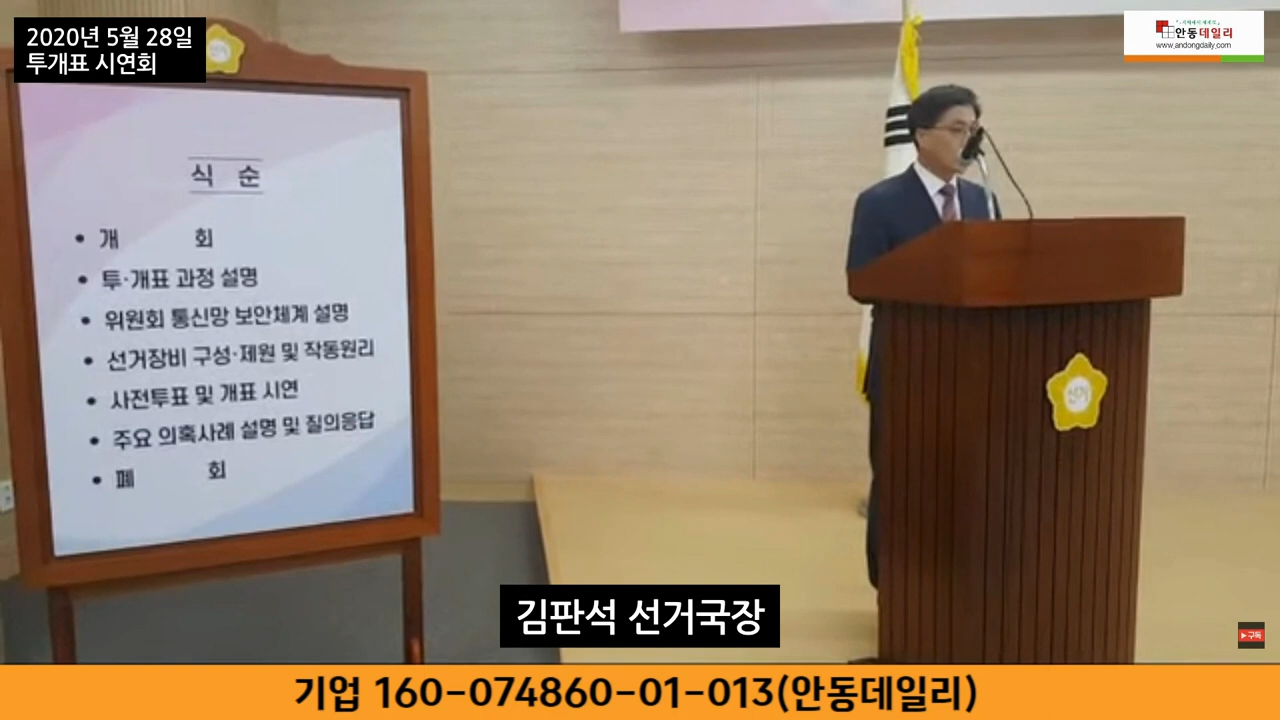 2020년 5월 28일
투개표 시연회
안동데일리
www.andongdaily.com
식 순
• 개 회
• 투·개표 과정 설명
• 위원회 통신망 보안체계 설명
• 선거장비 구성·제원 및 작동원리
• 사전투표 및 개표 시연
• 주요 의혹사례 설명 및 질의응답
• 폐 회
선거
김판석 선거국장
구독
기업 160-074860-01-013(안동데일리)